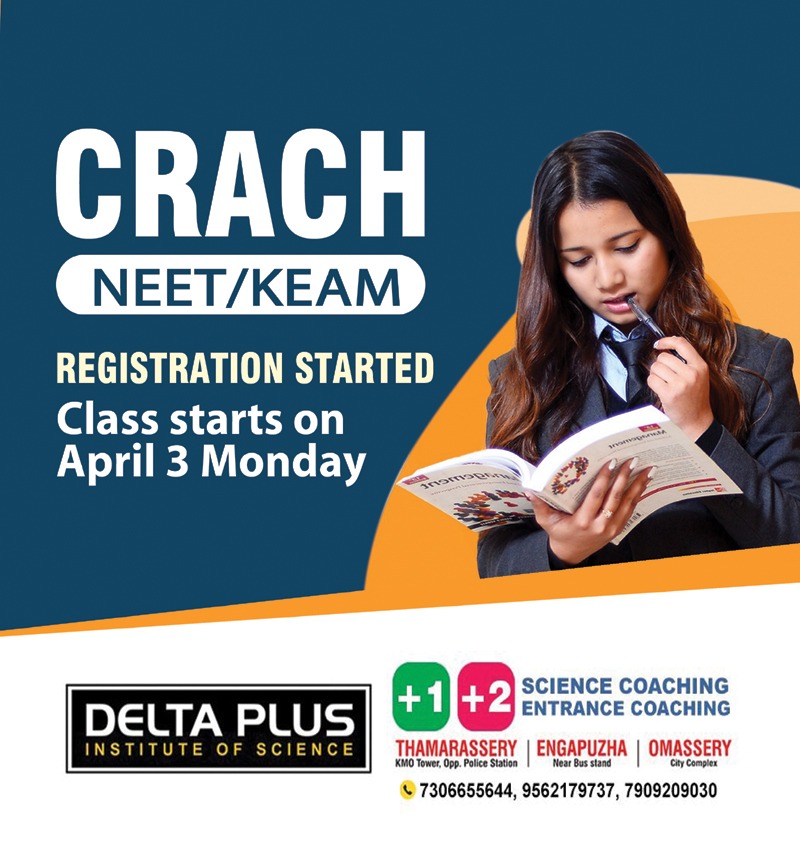 CRACH
NEET/KEAM
REGISTRATION STARTED
Class starts on
April 3 Monday
Management
DELTA PLUS
INSTITUTE OF SCIENCE
+1 +2 SCIENCE COACHING
ENTRANCE COACHING
THAMARASSERY | ENGAPUZHA | OMASSERY
KMO Tower, Opp. Police Station Near Bus stand City Complex
7306655644, 9562179737, 7909209030